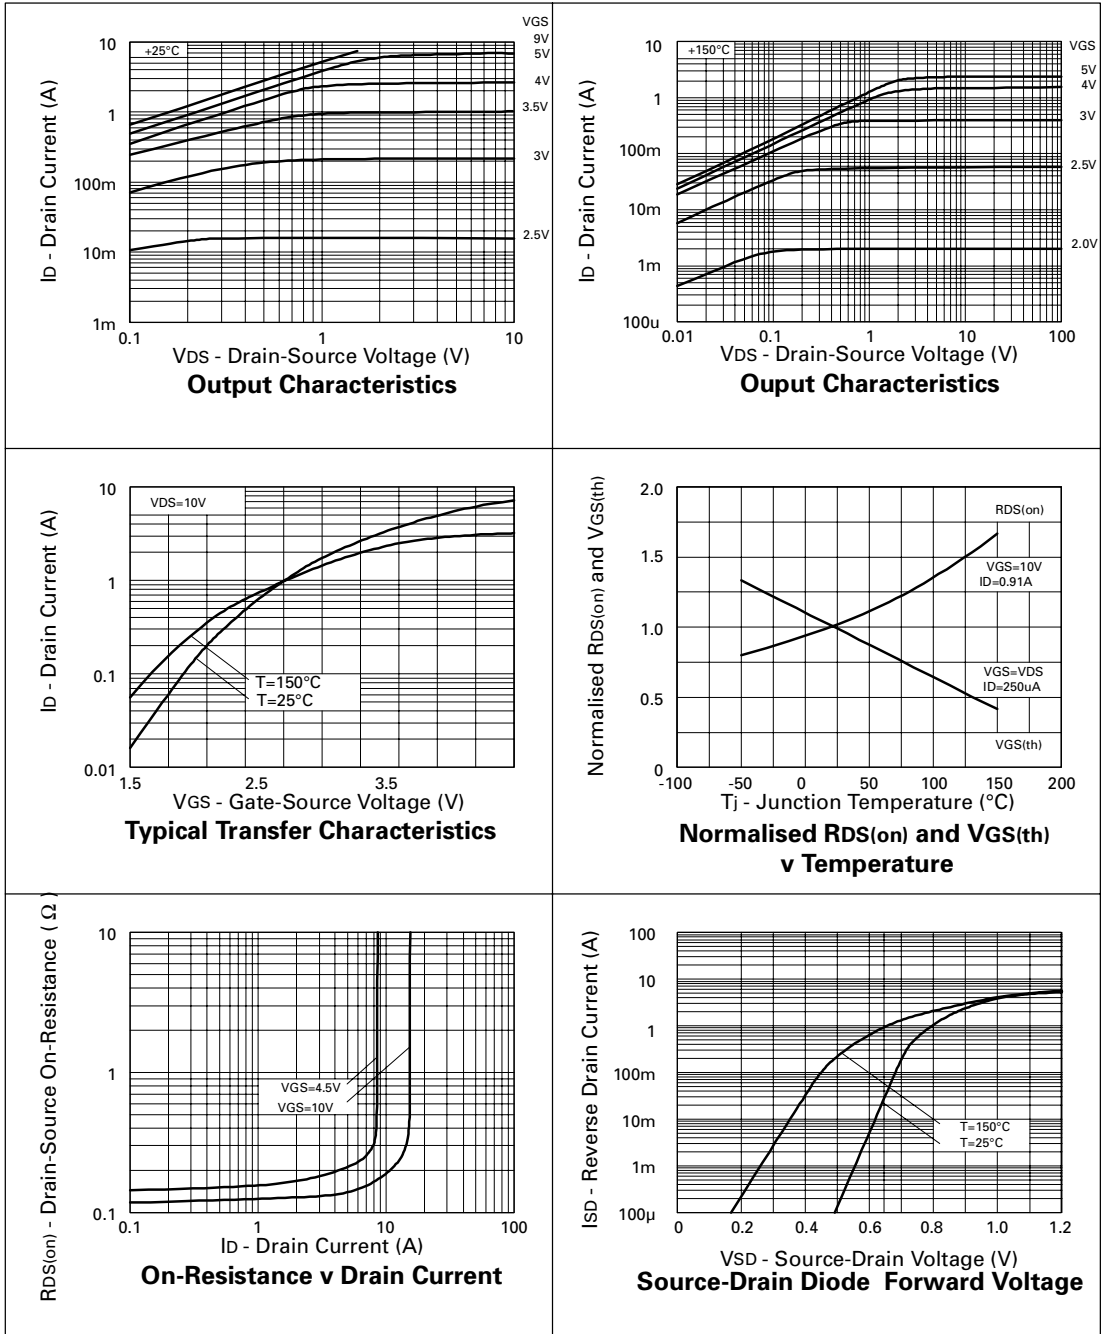 VGS
+25°C
9V
5V
4V
3.5V
3V
2.5V
10
1
100m
10m
1m
0.1
1
10
ID - Drain Current (A)
VDS - Drain-Source Voltage (V)
Output Characteristics
+150°C
VGS
5V
4V
3V
2.5V
2.0V
10
1
100m
10m
1m
100u
0.01
0.1
1
10
100
ID - Drain Current (A)
VDS - Drain-Source Voltage (V)
Ouput Characteristics
VDS=10V
10
1
0.1
0.01
T=150°C
T=25°C
1.5
2.5
3.5
ID - Drain Current (A)
VGS - Gate-Source Voltage (V)
Typical Transfer Characteristics
2.0
1.5
1.0
0.5
0
RDS(on)
VGS=10V
ID=0.91A
VGS=VDS
ID=250uA
VGS(th)
-100
-50
0
50
100
150
200
Normalised RDS(on) and VGS(th)
Tj - Junction Temperature (°C)
Normalised RDS(on) and VGS(th)
v Temperature
10
1
0.1
VGS=4.5V
VGS=10V
0.1
1
10
100
RDS(on) - Drain-Source On-Resistance (Ω)
ID - Drain Current (A)
On-Resistance v Drain Current
100
10
1
100m
10m
1m
100µ
T=150°C
T=25°C
0
0.2
0.4
0.6
0.8
1.0
1.2
ISD - Reverse Drain Current (A)
VSD - Source-Drain Voltage (V)
Source-Drain Diode Forward Voltage